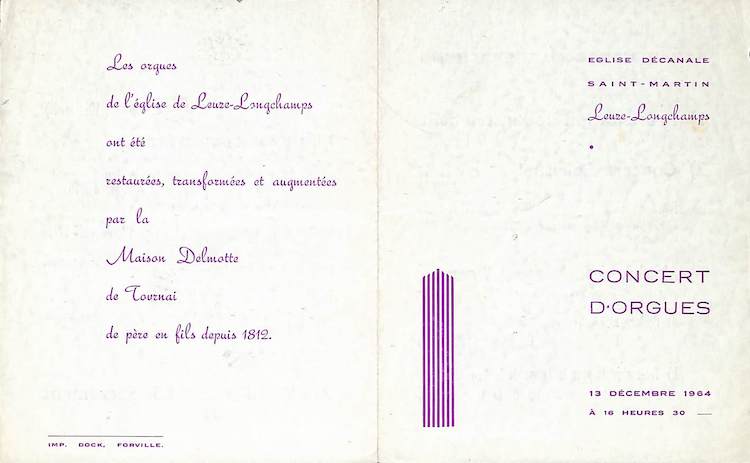 Les orgues
de l'église de Leuze-Longchamps
ont été
restaurées, transformées et augmentées
par la
Maison Delmotte
de Tournai
de père en fils depuis 1812.
IMP. DOCK, FORVILLE.
EGLISE DÉCANALE
SAINT-MARTIN
Leuze-Longchamps
CONCERT
D'ORGUES
13 DÉCEMBRE 1964
À 16 HEURES 30 —